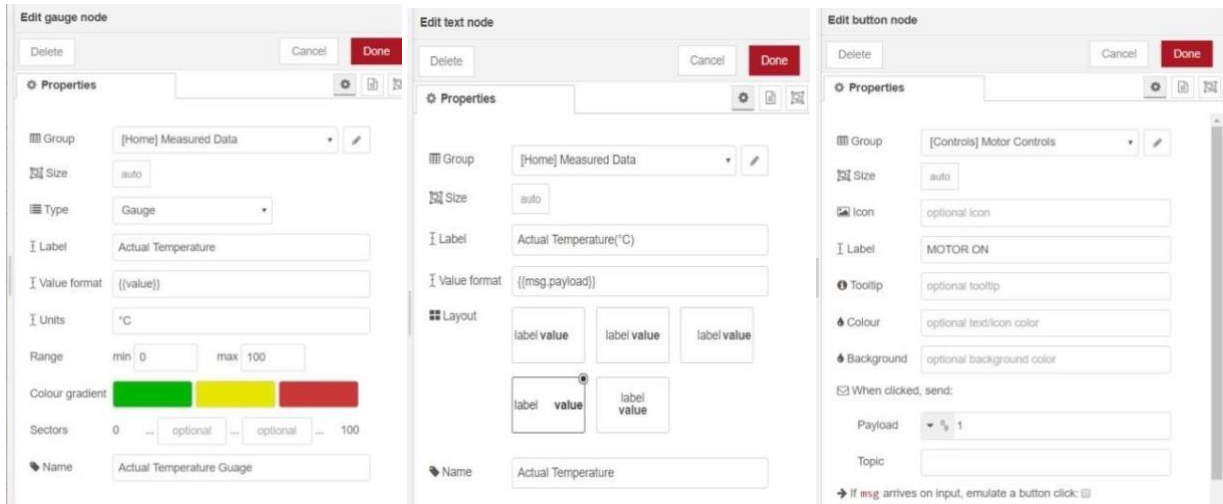 Edit gauge node
Delete
Cancel
Done
Properties
Group
[Home] Measured Data
Size
auto
Type
Gauge
Label
Actual Temperature
Value format
{{value}}
Units
°C
Range
min 0
max 100
Colour gradient
Sectors
0 ... optional ... optional ... 100
Name
Actual Temperature Guage
Edit text node
Delete
Cancel
Done
Properties
Group
[Home] Measured Data
Size
auto
Label
Actual Temperature(°C)
Value format
{{msg.payload}}
Layout
label value
label value
label value
label value
label
value
Name
Actual Temperature
Edit button node
Delete
Cancel
Done
Properties
Group
[Controls] Motor Controls
Size
auto
Icon
optional icon
Label
MOTOR ON
Tooltip
optional tooltip
Colour
optional text/icon color
Background
optional background color
When clicked, send:
Payload
1
Topic
If msg arrives on input, emulate a button click: